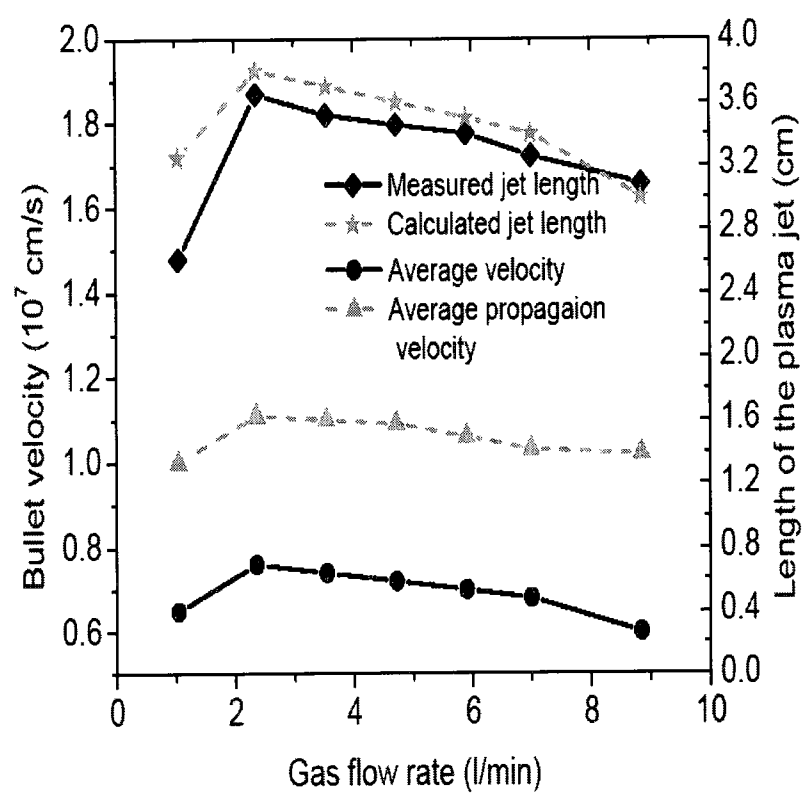 2.0
1.8
1.6
1.4
1.2
1.0
0.8
0.6
Bullet velocity (10⁷ cm/s)
Measured jet length
Calculated jet length
Average velocity
Average propagaion
velocity
4.0
3.6
3.2
2.8
2.4
2.0
1.6
1.2
0.8
0.4
0.0
Length of the plasma jet (cm)
0 2 4 6 8 10
Gas flow rate (l/min)